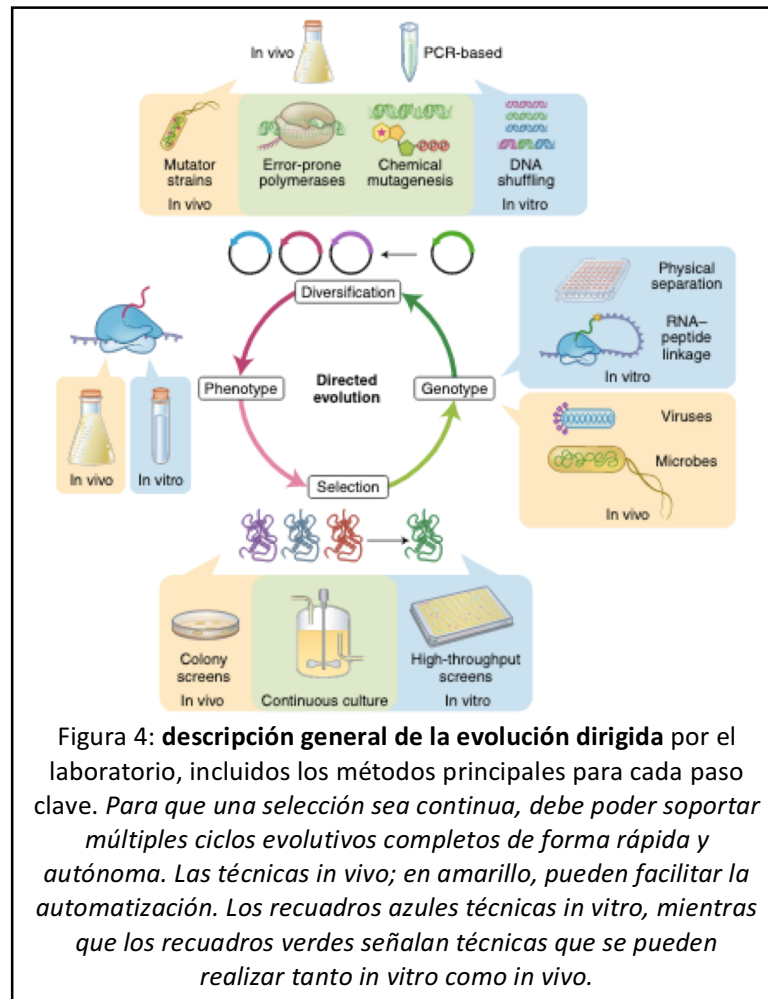 In vivo
PCR-based
Mutator
strains
In vivo
Error-prone
polymerases
Chemical
mutagenesis
DNA
shuffling
In vitro
Diversification
Physical
separation
RNA–
peptide
linkage
In vitro
Phenotype
Directed
evolution
Genotype
In vivo
In vitro
Viruses
Microbes
In vivo
Selection
Colony
screens
In vivo
Continuous culture
High-throughput
screens
In vitro
Figura 4: descripción general de la evolución dirigida por el
laboratorio, incluidos los métodos principales para cada paso
clave. Para que una selección sea continua, debe poder soportar
múltiples ciclos evolutivos completos de forma rápida y
autónoma. Las técnicas in vivo; en amarillo, pueden facilitar la
automatización. Los recuadros azules técnicas in vitro, mientras
que los recuadros verdes señalan técnicas que se pueden
realizar tanto in vitro como in vivo.